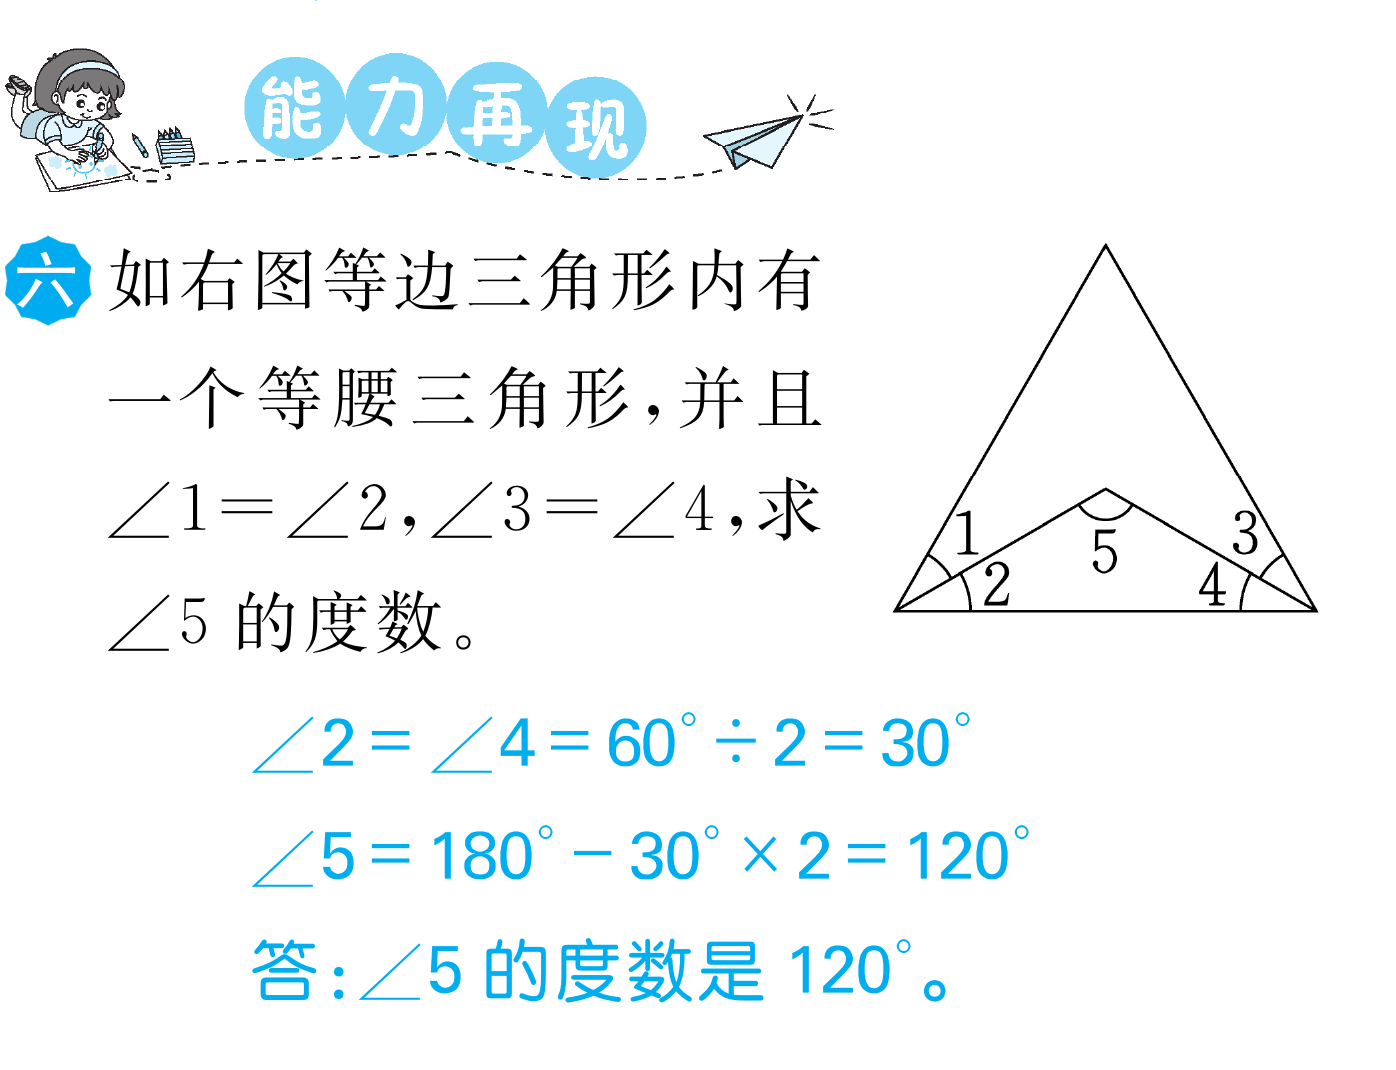 能力再现
六 如右图等边三角形内有
一个等腰三角形,并且
∠1=∠2,∠3=∠4,求
∠5 的度数。
1
2
5
3
4
∠2=∠4=60°÷2=30°
∠5=180°-30°×2=120°
答:∠5 的度数是 120°。